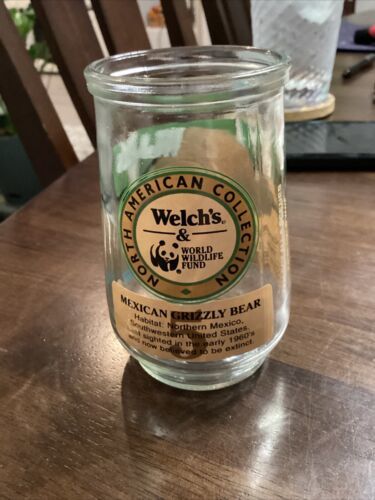 NORTH AMERICAN COLLECTION
Welch's®
&
WORLD
WILDLIFE
FUND
MEXICAN GRIZZLY BEAR
Habitat: Northern Mexico,
Southwestern United States,
last sighted in the early 1960's
and now believed to be extinct.